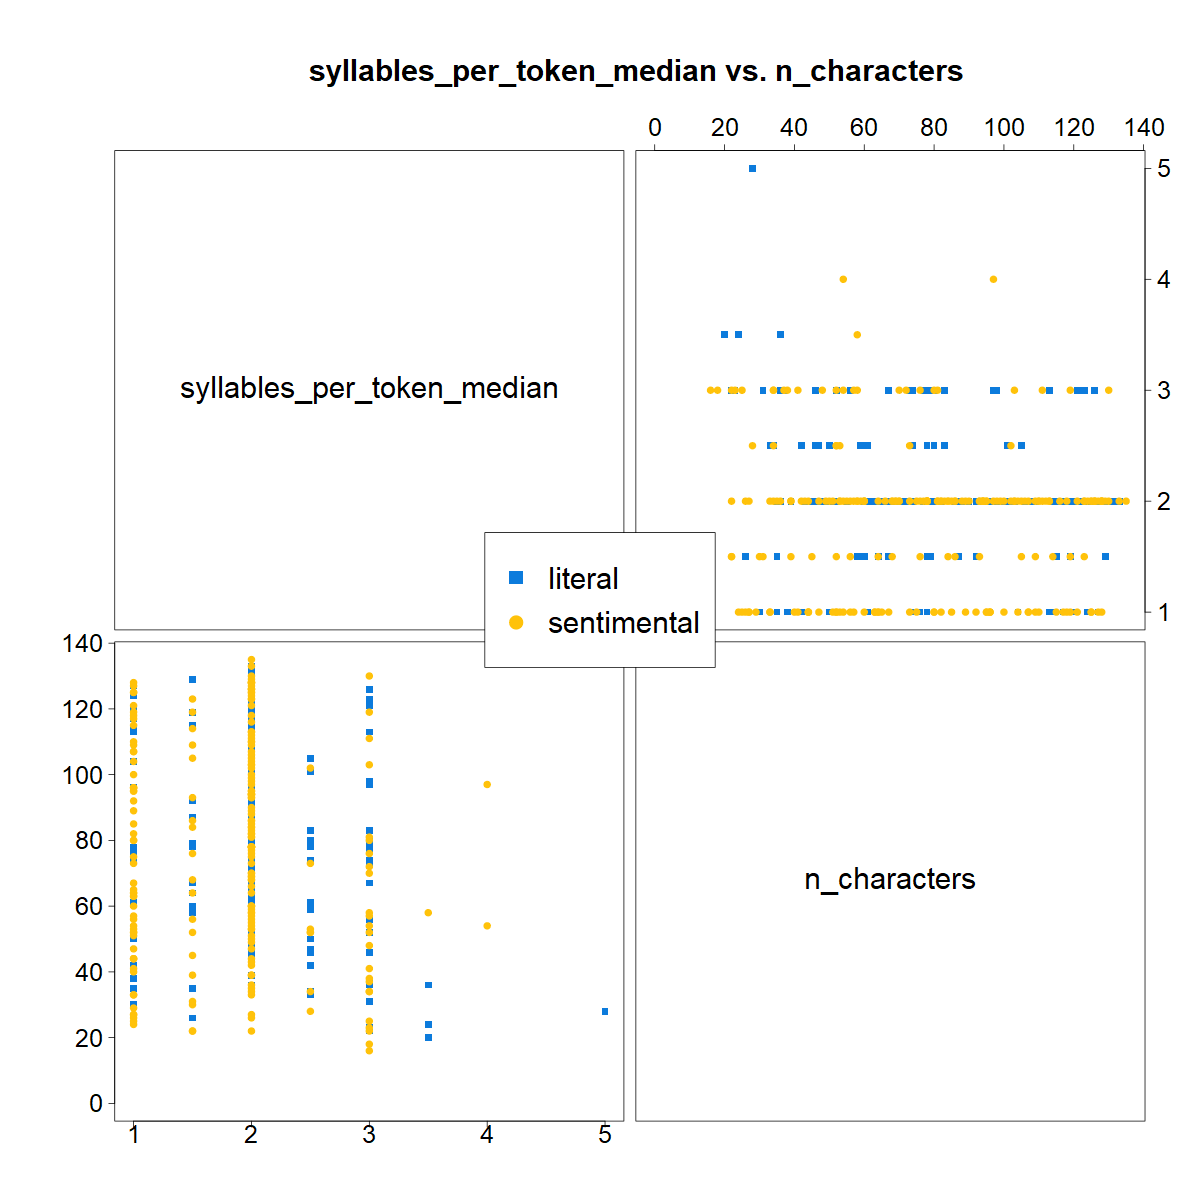 syllables_per_token_median vs. n_characters
0 20 40 60 80 100 120 140
5
4
syllables_per_token_median
3
2
literal
sentimental
1
140
120
100
80
n_characters
60
40
20
0
1 2 3 4 5